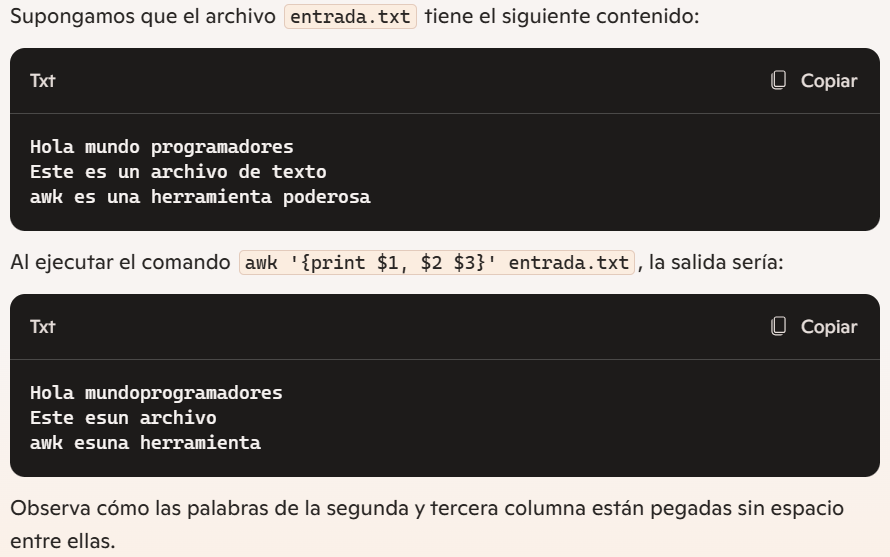 Supongamos que el archivo entrada.txt tiene el siguiente contenido:
Txt Copiar
Hola mundo programadores
Este es un archivo de texto
awk es una herramienta poderosa
Al ejecutar el comando awk '{print $1, $2 $3}' entrada.txt, la salida sería:
Txt Copiar
Hola mundoprogramadores
Este esun archivo
awk esuna herramienta
Observa cómo las palabras de la segunda y tercera columna están pegadas sin espacio
entre ellas.